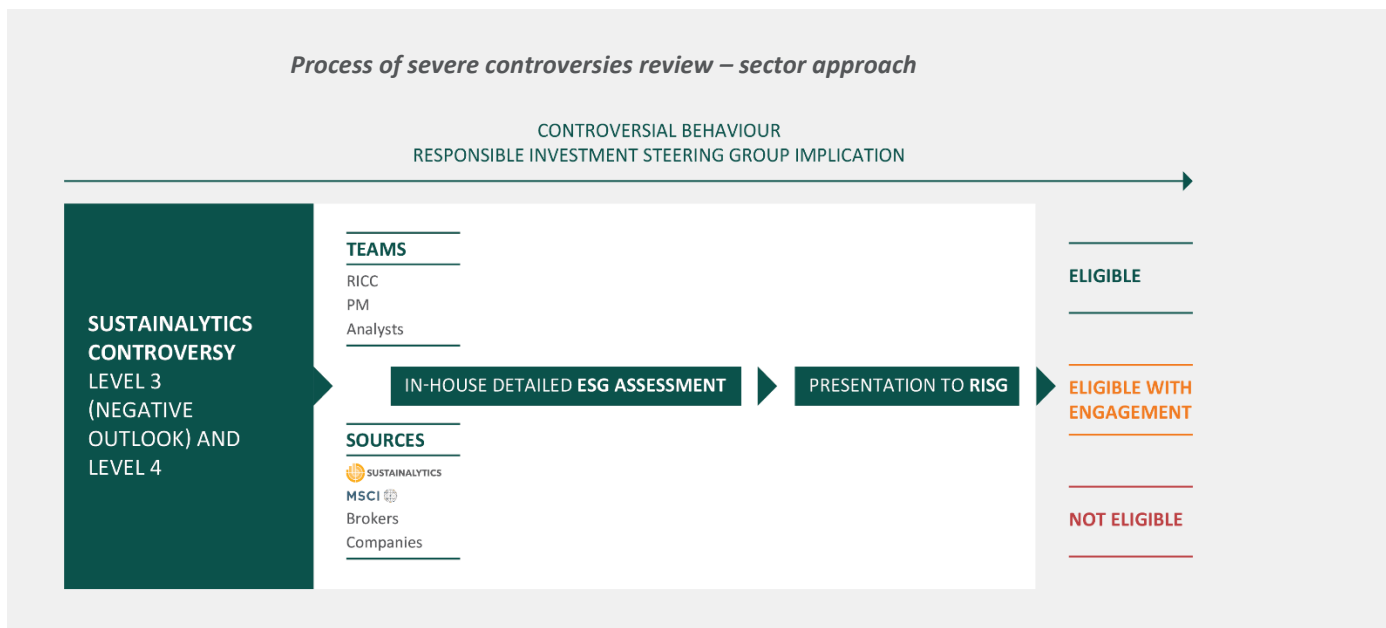 Process of severe controversies review – sector approach
CONTROVERSIAL BEHAVIOUR
RESPONSIBLE INVESTMENT STEERING GROUP IMPLICATION
SUSTAINALYTICS
CONTROVERSY
LEVEL 3
(NEGATIVE
OUTLOOK) AND
LEVEL 4
TEAMS
RICC
PM
Analysts
IN-HOUSE DETAILED ESG ASSESSMENT
PRESENTATION TO RISG
SOURCES
SUSTAINALYTICS
MSCI
Brokers
Companies
ELIGIBLE
ELIGIBLE WITH
ENGAGEMENT
NOT ELIGIBLE